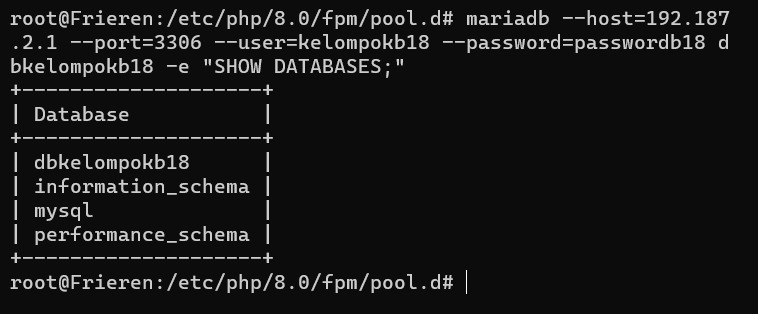 root@Frieren:/etc/php/8.0/fpm/pool.d# mariadb --host=192.187
.2.1 --port=3306 --user=kelompokb18 --password=passwordb18 d
bkelompokb18 -e "SHOW DATABASES;"
+--------------------+
| Database           |
+--------------------+
| dbkelompokb18      |
| information_schema |
| mysql              |
| performance_schema |
+--------------------+
root@Frieren:/etc/php/8.0/fpm/pool.d#